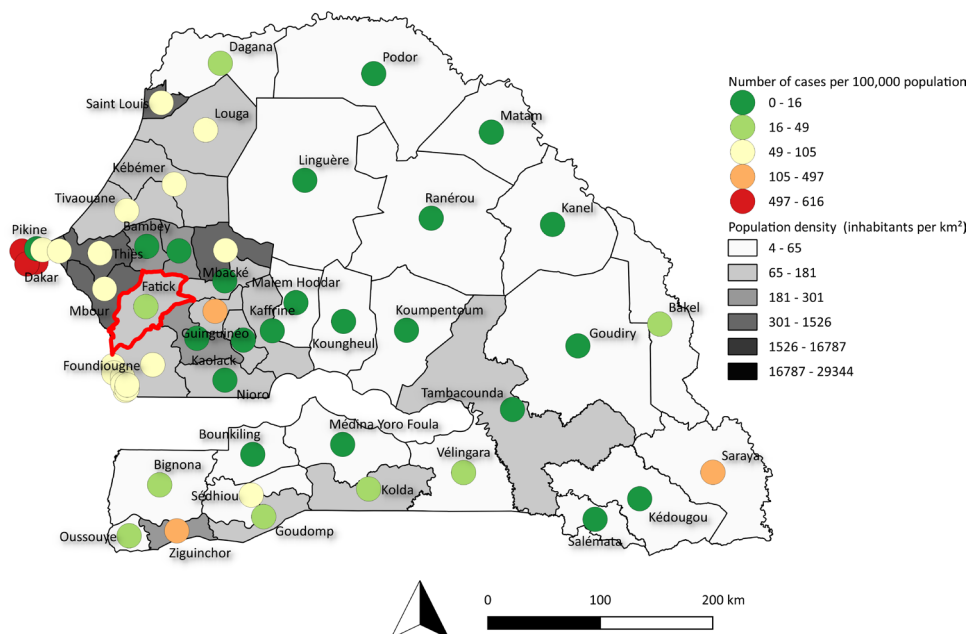 Dagana
Podor
Saint Louis
Louga
Matam
Kébémer
Linguère
Tivaouane
Ranérou
Kanel
Pikine
Bambey
Thiès
Dakar
Mbacké
Fatick
Malem Hoddar
Mbour
Kaffrine
Koumpentoum
Bakel
Guinguinéo
Goudiry
Koungheul
Foundiougne
Kaolack
Nioro
Tambacounda
Bounkiling
Médina Yoro Foula
Bignona
Vélingara
Saraya
Sédhiou
Kolda
Kédougou
Oussouye
Goudomp
Salémata
Ziguinchor
Number of cases per 100,000 population
0 - 16
16 - 49
49 - 105
105 - 497
497 - 616
Population density (inhabitants per km²)
4 - 65
65 - 181
181 - 301
301 - 1526
1526 - 16787
16787 - 29344
0 100 200 km